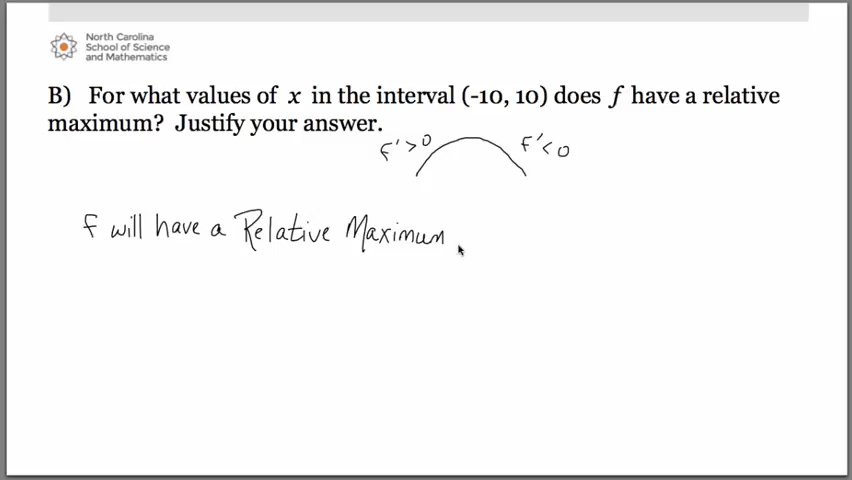 North Carolina
School of Science
and Mathematics
B) For what values of x in the interval (-10, 10) does f have a relative
maximum? Justify your answer.
f'>0 f'<0
f will have a Relative Maximum